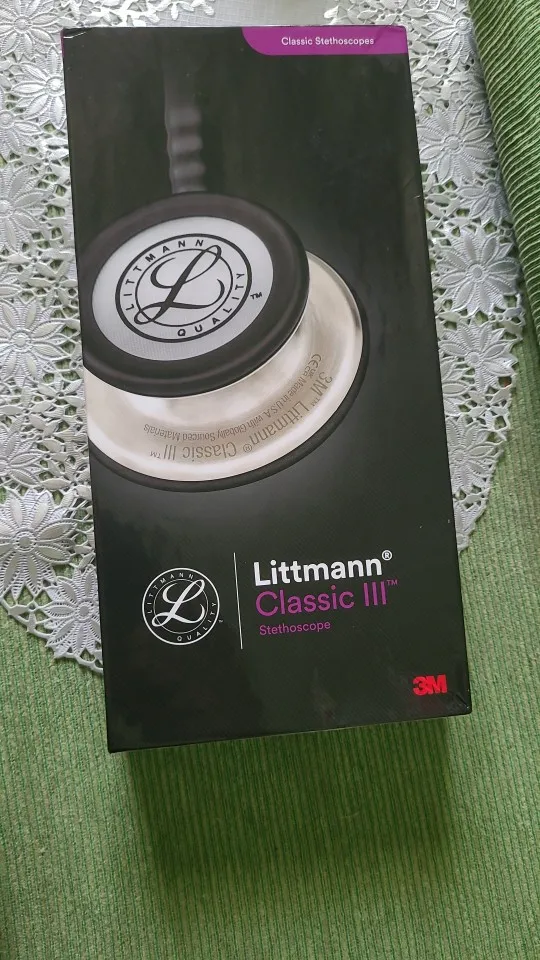 Classic Stethoscopes
LITTMANN
L
QUALITY
™
3M™ Littmann® Classic III™
Made in U.S.A. with Globally Sourced Materials
LITTMANN
L
QUALITY
Littmann®
Classic III™
Stethoscope
3M